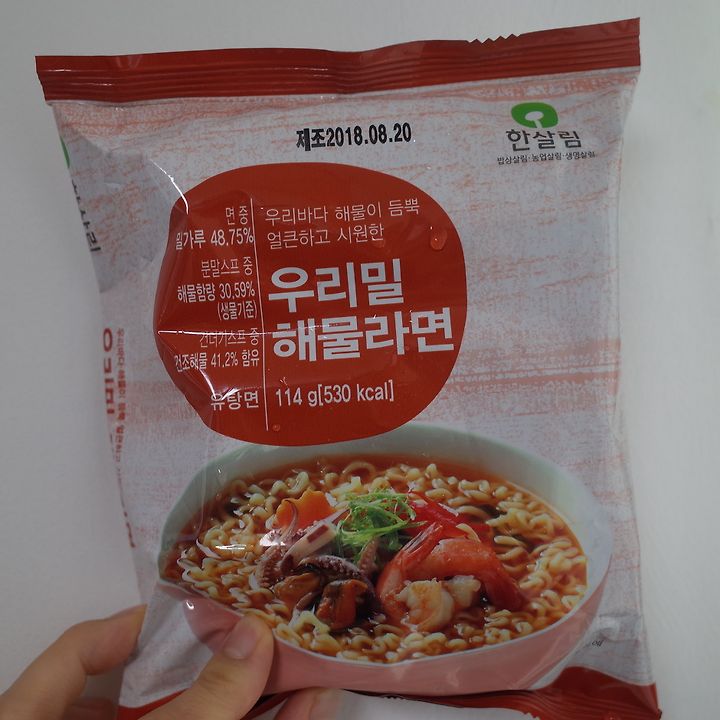 제조2018.08.20
한살림
밥상살림·농업살림·생명살림
면 중
밀가루 48.75%
분말스프 중
해물함량 30.59%
(생물기준)
건더기스프 중
건조해물 41.2% 함유
유탕면
우리바다 해물이 듬뿍
얼큰하고 시원한
우리밀
해물라면
114 g[530 kcal]
한살림